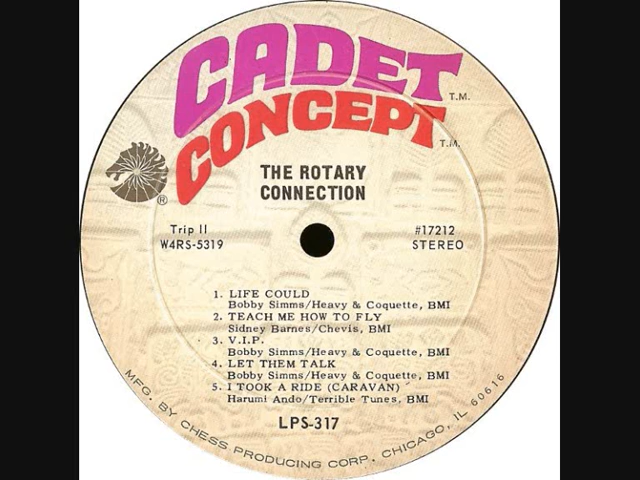 CADET
T.M.
CONCEPT
T.M.
®
THE ROTARY
CONNECTION
Trip II
#17212
W4RS-5319
STEREO
1. LIFE COULD
Bobby Simms/Heavy & Coquette, BMI
2. TEACH ME HOW TO FLY
Sidney Barnes/Chevis, BMI
3. V.I.P.
Bobby Simms/Heavy & Coquette, BMI
4. LET THEM TALK
Bobby Simms/Heavy & Coquette, BMI
5. I TOOK A RIDE (CARAVAN)
Harumi Ando/Terrible Tunes, BMI
LPS-317
MFG. BY CHESS PRODUCING CORP. CHICAGO, IL 60616